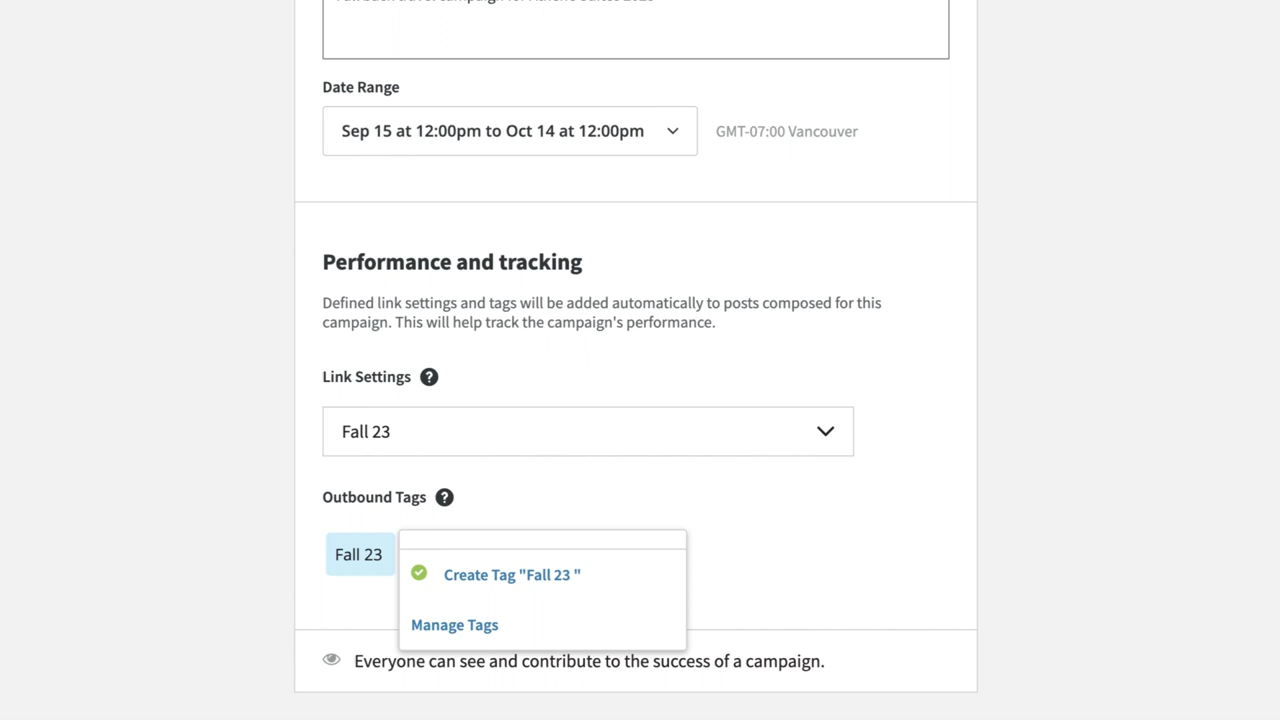 Date Range
Sep 15 at 12:00pm to Oct 14 at 12:00pm
GMT-07:00 Vancouver
Performance and tracking
Defined link settings and tags will be added automatically to posts composed for this
campaign. This will help track the campaign's performance.
Link Settings ?
Fall 23
Outbound Tags ?
Fall 23
Create Tag "Fall 23 "
Manage Tags
Everyone can see and contribute to the success of a campaign.